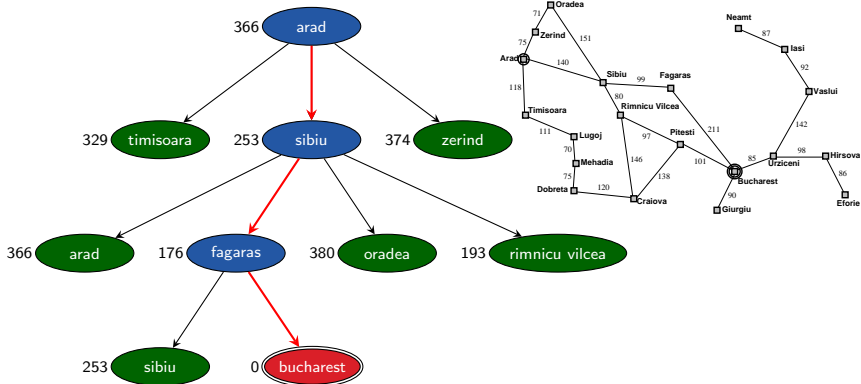 366 arad
329 timisoara 253 sibiu 374 zerind
366 arad 176 fagaras 380 oradea 193 rimnicu vilcea
253 sibiu 0 bucharest
Oradea
71
Neamt
Zerind
87
75
151
Iasi
Arad
140
92
Sibiu
99
Fagaras
118
80
Vaslui
Timisoara
Rimnicu Vilcea
111
Lugoj
97
Pitesti
211
142
70
98
Hirsova
Mehadia
146
101
85
Urziceni
75
138
86
Dobreta
120
Bucharest
90
Craiova
Giurgiu
Eforie